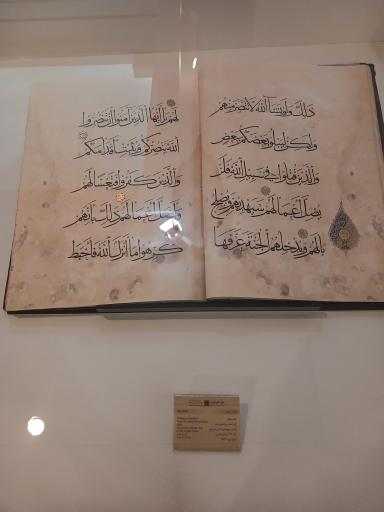 ذلك ولو يشاء الله لانتصر منهم
ولكن ليبلو بعضكم ببعض
والذين قاتلوا في سبيل الله فلن
يضل أعمالهم سيهديهم ويصلح
بالهم ويدخلهم الجنة عرفها
لهم يا أيها الذين آمنوا إن تنصروا
الله ينصركم ويثبت أقدامكم
والذين كفروا فتعسا لهم
وأضل أعمالهم ذلك بأنهم
كرهوا ما أنزل الله فأحبط